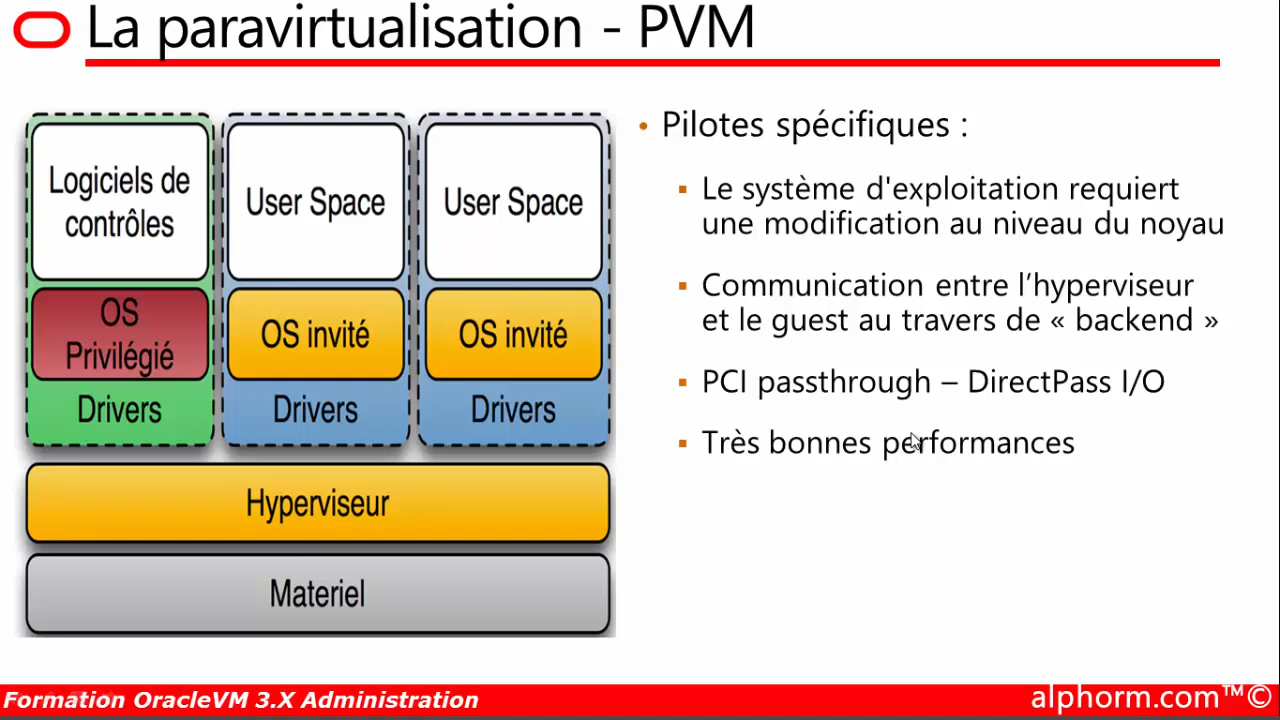 La paravirtualisation - PVM
Logiciels de
contrôles
User Space
User Space
OS
Privilégié
OS invité
OS invité
Drivers
Drivers
Drivers
Hyperviseur
Materiel
• Pilotes spécifiques :
▪ Le système d'exploitation requiert
une modification au niveau du noyau
▪ Communication entre l’hyperviseur
et le guest au travers de « backend »
▪ PCI passthrough – DirectPass I/O
▪ Très bonnes performances
Formation OracleVM 3.X Administration
alphorm.com™©